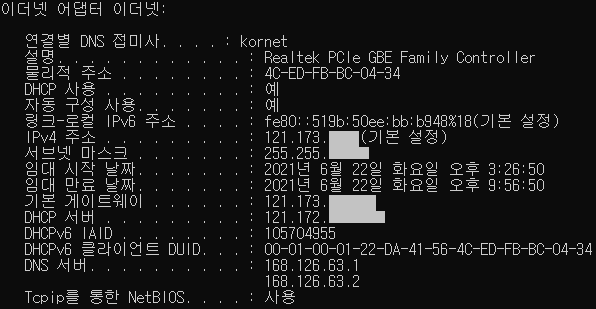 이더넷 어댑터 이더넷:
연결별 DNS 접미사. . . . : kornet
설명. . . . . . . . . . . . : Realtek PCIe GBE Family Controller
물리적 주소 . . . . . . . . : 4C-ED-FB-BC-04-34
DHCP 사용 . . . . . . . . . : 예
자동 구성 사용. . . . . . . : 예
링크-로컬 IPv6 주소 . . . . : fe80::519b:50ee:bb:b948%18(기본 설정)
IPv4 주소 . . . . . . . . . : 121.173.(기본 설정)
서브넷 마스크 . . . . . . . : 255.255.
임대 시작 날짜. . . . . . . : 2021년 6월 22일 화요일 오후 3:26:50
임대 만료 날짜. . . . . . . : 2021년 6월 22일 화요일 오후 9:56:50
기본 게이트웨이 . . . . . . : 121.173.
DHCP 서버 . . . . . . . . . : 121.172.
DHCPv6 IAID . . . . . . . . : 105704955
DHCPv6 클라이언트 DUID. . . : 00-01-00-01-22-DA-41-56-4C-ED-FB-BC-04-34
DNS 서버. . . . . . . . . . : 168.126.63.1
168.126.63.2
Tcpip를 통한 NetBIOS. . . . : 사용